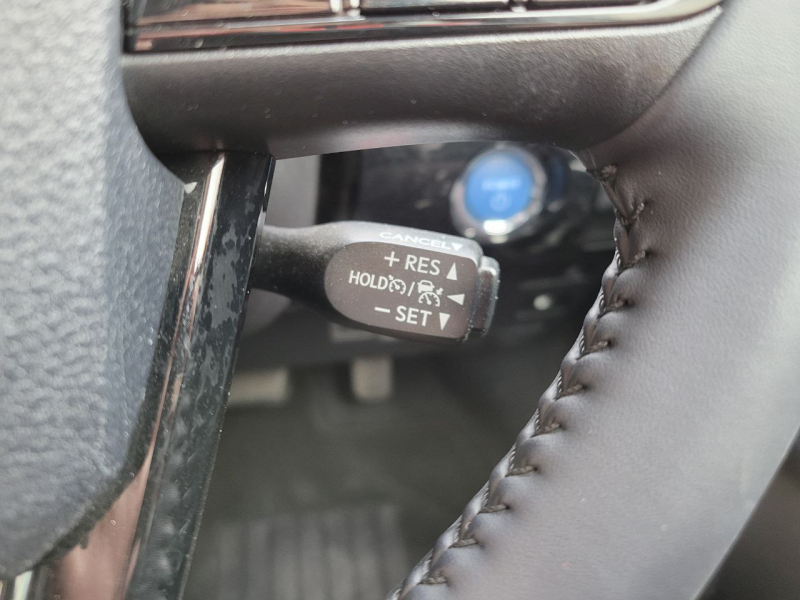 CANCEL▼
+ RES ▲
HOLD /  ◀
− SET ▼